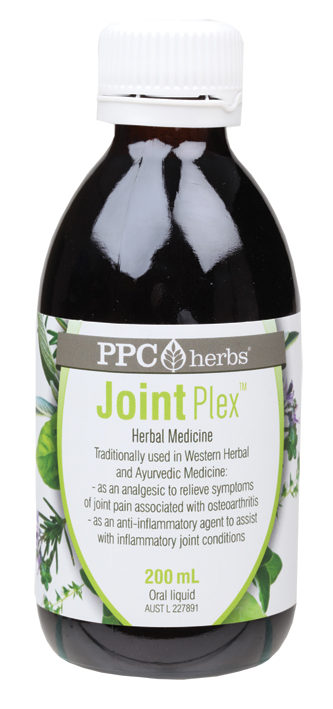 PPC herbs®
Joint Plex™
Herbal Medicine
Traditionally used in Western Herbal
and Ayurvedic Medicine:
- as an analgesic to relieve symptoms
of joint pain associated with osteoarthritis
- as an anti-inflammatory agent to assist
with inflammatory joint conditions
200 mL
Oral liquid
AUST L 227891